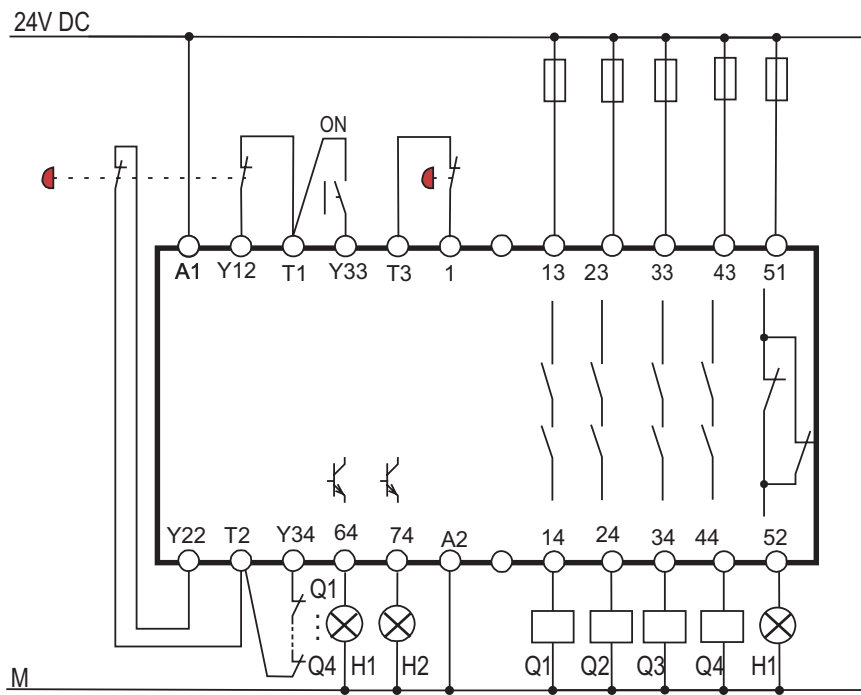 24V DC
ON
A1 Y12 T1 Y33 T3 1 13 23 33 43 51
Y22 T2 Y34 64 74 A2 14 24 34 44 52
Q1
Q4 H1 H2 Q1 Q2 Q3 Q4 H1
M